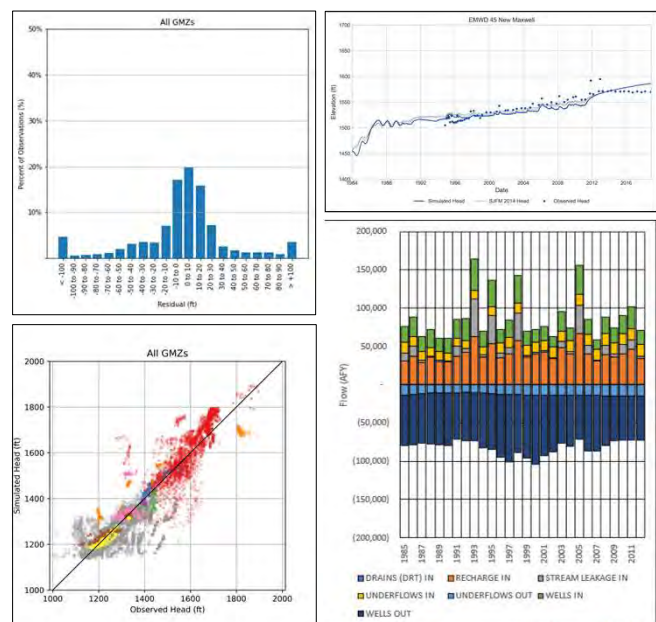 All GMZs
50%
40%
30%
20%
10%
Percent of Observations (%)
< -100
-100 to -90
-90 to -80
-80 to -70
-70 to -60
-60 to -50
-50 to -40
-40 to -30
-30 to -20
-20 to -10
-10 to 0
0 to 10
10 to 20
20 to 30
30 to 40
40 to 50
50 to 60
60 to 70
70 to 80
80 to 90
> +100
Residual (ft)
EMWD 45 New Maxwell
1700
1650
1600
1550
1500
1450
1400
Elevation (ft)
1984 1988 1992 1996 2000 2004 2008 2012 2016
Date
Simulated Head SJFM 2014 Head Observed Head
All GMZs
2000
1800
1600
1400
1200
1000
Simulated Head (ft)
1000 1200 1400 1600 1800 2000
Observed Head (ft)
200,000
150,000
100,000
50,000
-
(50,000)
(100,000)
(150,000)
(200,000)
Flow (AFY)
1985 1987 1989 1991 1993 1995 1997 1999 2001 2003 2005 2007 2009 2011
DRAINS (DRT) IN RECHARGE IN STREAM LEAKAGE IN
UNDERFLOWS IN UNDERFLOWS OUT WELLS IN
WELLS OUT